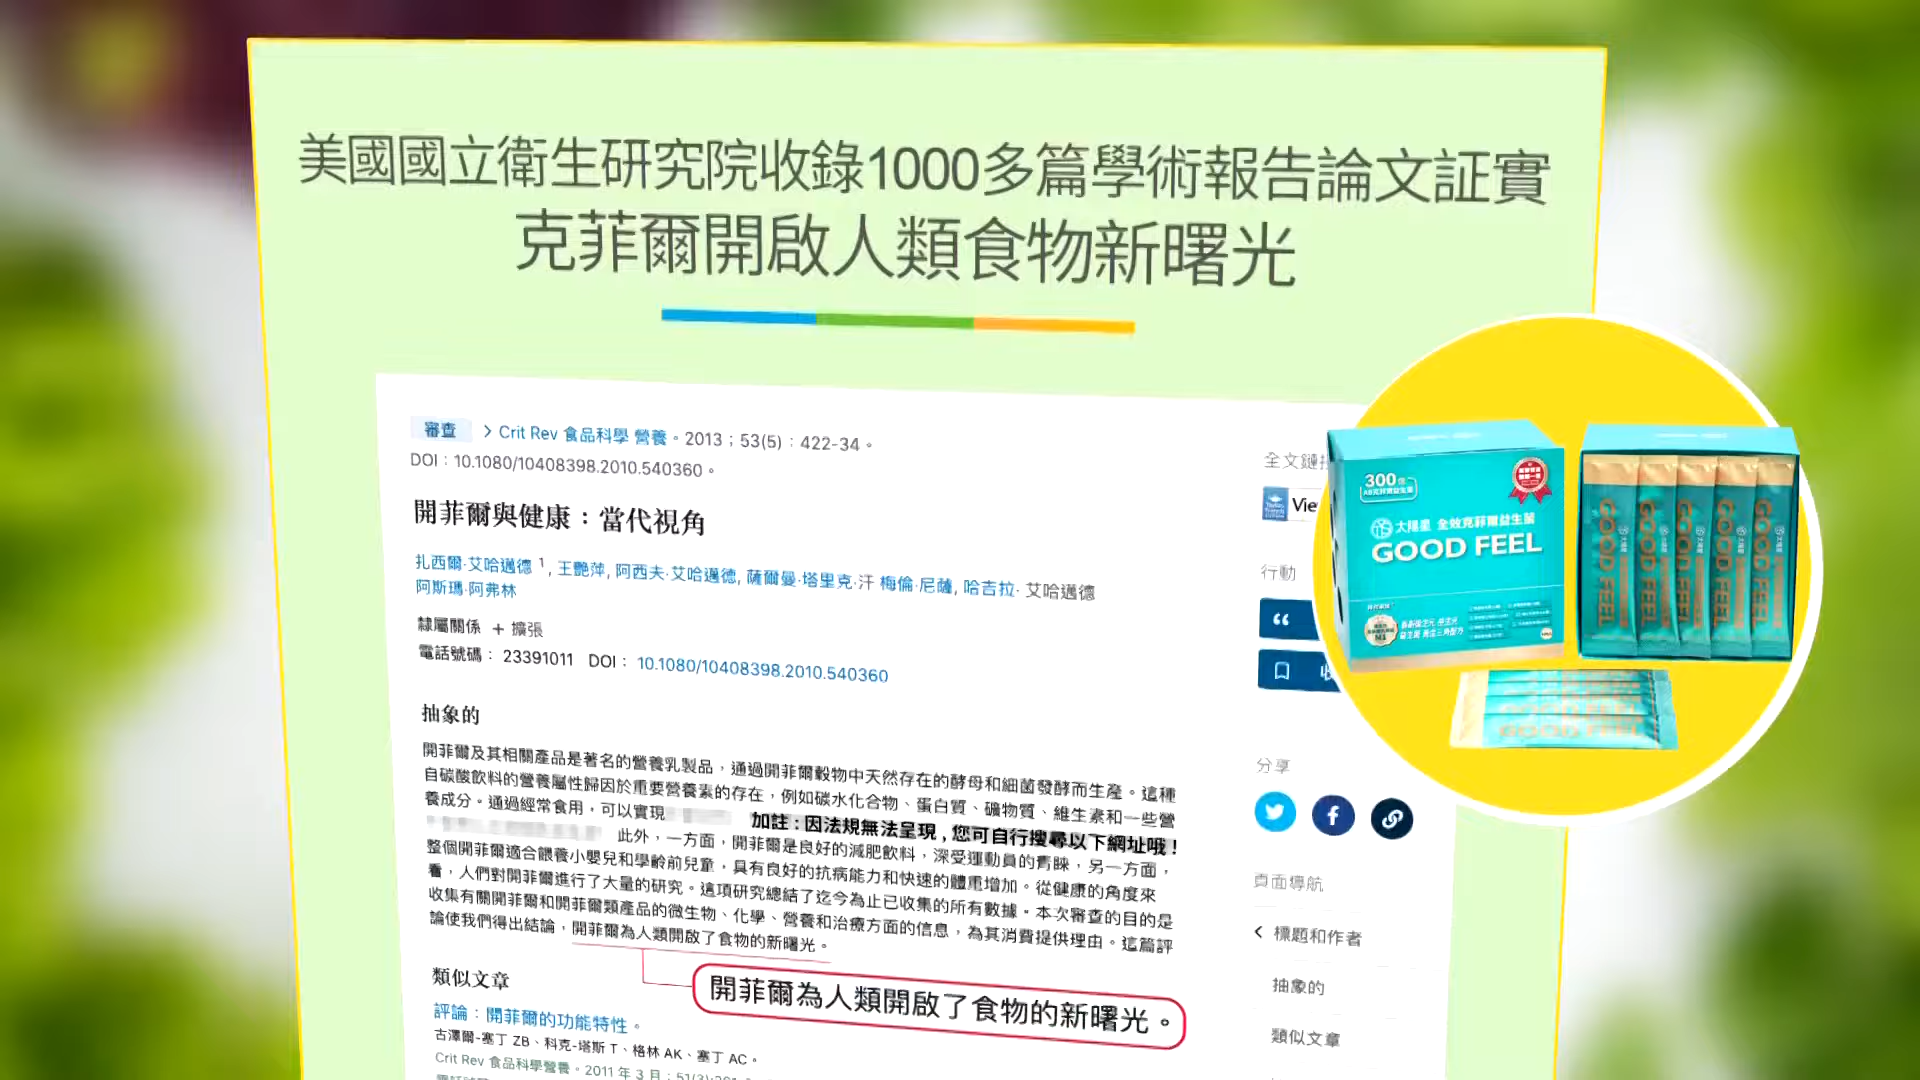 美國國立衛生研究院收錄1000多篇學術報告論文証實
克菲爾開啟人類食物新曙光
審查 > Crit Rev 食品科學 營養。2013；53(5)：422-34。
DOI：10.1080/10408398.2010.540360。
開菲爾與健康：當代視角
扎西爾·艾哈邁德 1, 王艷萍, 阿西夫·艾哈邁德, 薩爾曼·塔里克·汗 梅倫·尼薩, 哈吉拉· 艾哈邁德
阿斯瑪·阿弗林
隸屬關係 + 擴張
電話號碼： 23391011 DOI： 10.1080/10408398.2010.540360
抽象的
開菲爾及其相關產品是著名的營養乳製品，通過開菲爾穀物中天然存在的酵母和細菌發酵而生產。這種
自碳酸飲料的營養屬性歸因於重要營養素的存在，例如碳水化合物、蛋白質、礦物質、維生素和一些營
養成分。通過經常食用，可以實現
加註：因法規無法呈現，您可自行搜尋以下網址哦！
此外，一方面，開菲爾是良好的減肥飲料，深受運動員的青睞，另一方面，
整個開菲爾適合餵養小嬰兒和學齡前兒童，具有良好的抗病能力和快速的體重增加。從健康的角度來
看，人們對開菲爾進行了大量的研究。這項研究總結了迄今為止已收集的所有數據。本次審查的目的是
收集有關開菲爾和開菲爾類產品的微生物、化學、營養和治療方面的信息，為其消費提供理由。這篇評
論使我們得出結論，開菲爾為人類開啟了食物的新曙光。
開菲爾為人類開啟了食物的新曙光。
類似文章
評論：開菲爾的功能特性。
古澤爾-塞丁 ZB、科克-塔斯 T、格林 AK、塞丁 AC。
Crit Rev 食品科學營養。2011 年 3 月
全文鏈
Vie
行動
分享
頁面導航
標題和作者
抽象的
類似文章
300億
大陽星 全效克菲爾益生菌
GOOD FEEL
GOOD FEEL
GOOD FEEL
GOOD FEEL
GOOD FEEL
GOOD FEEL